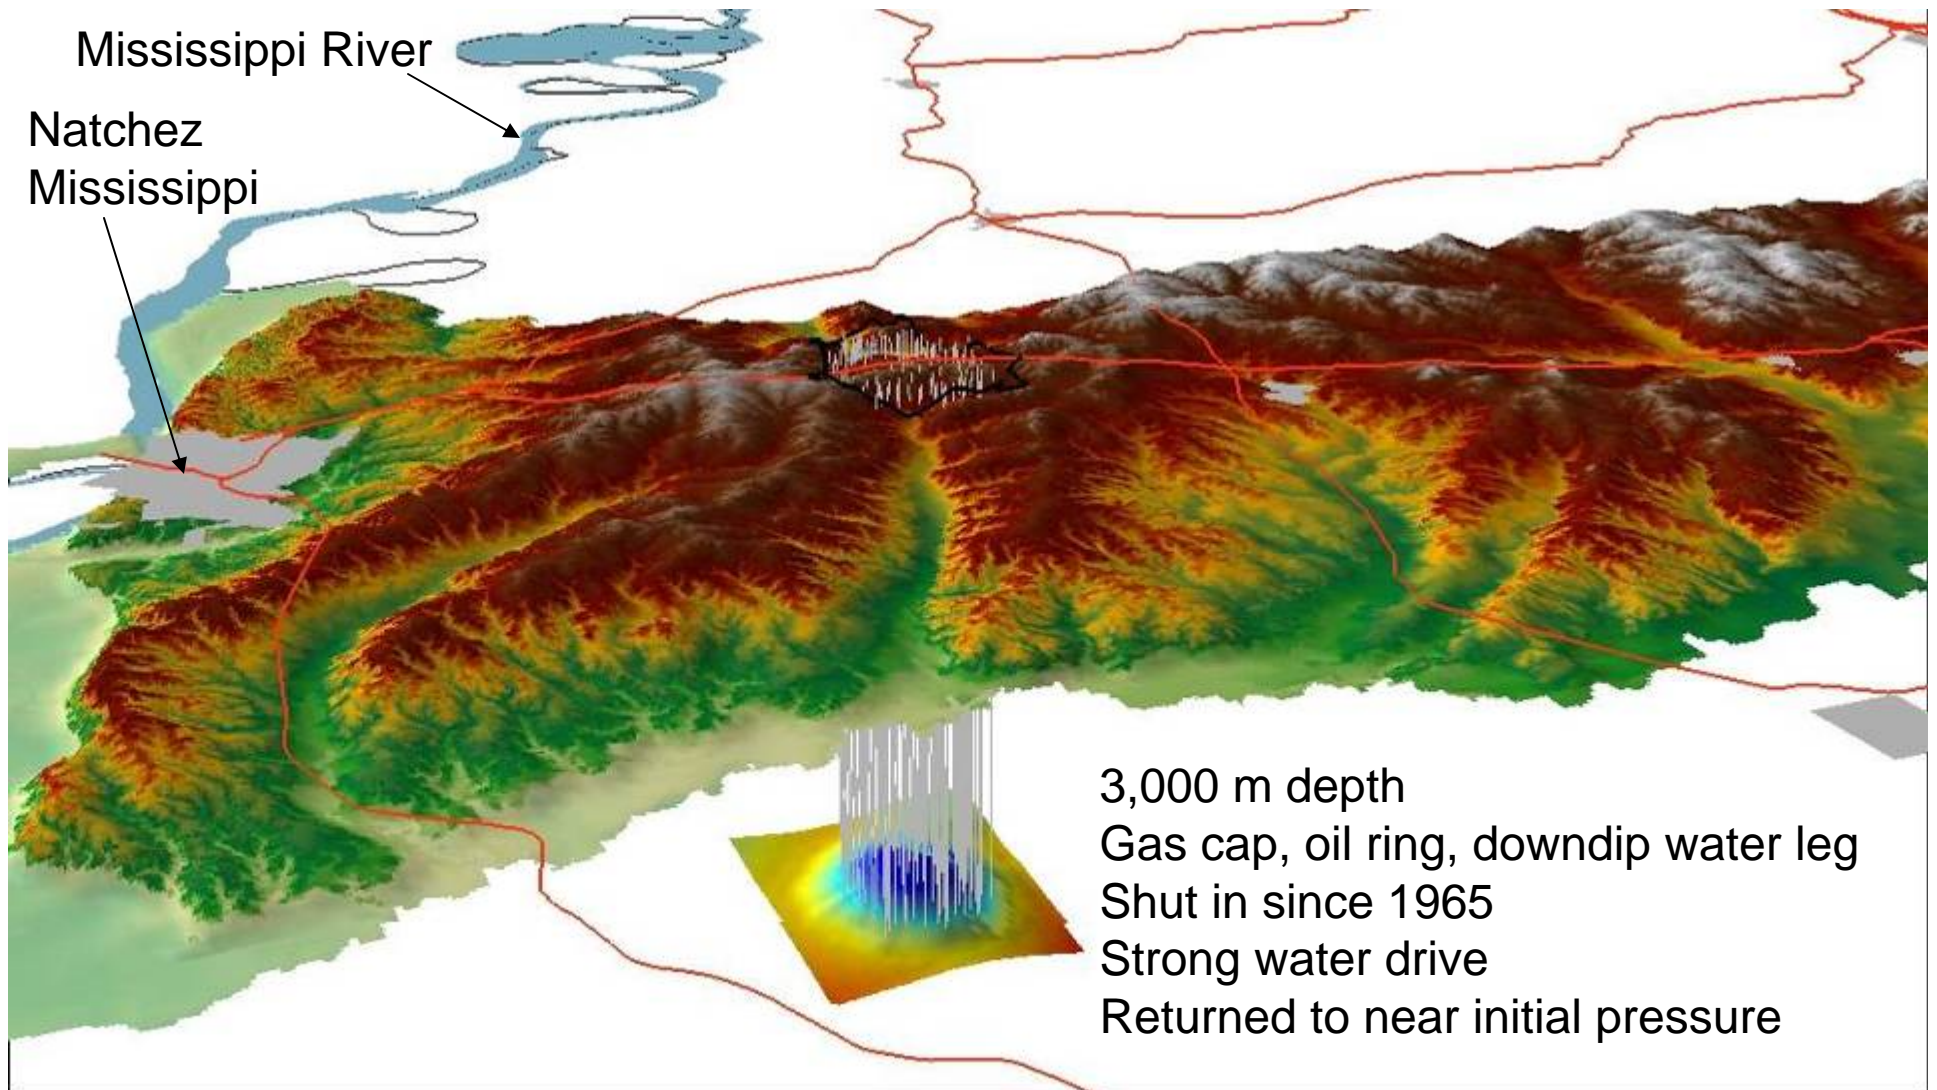 Mississippi River
Natchez
Mississippi
3,000 m depth
Gas cap, oil ring, downdip water leg
Shut in since 1965
Strong water drive
Returned to near initial pressure